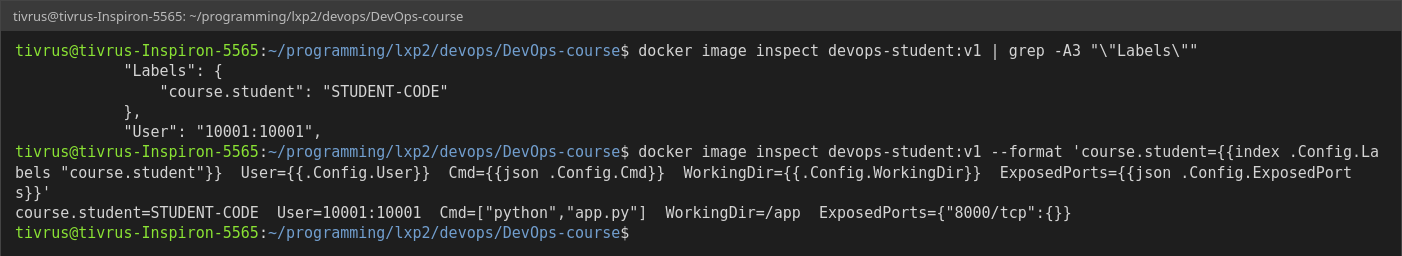 tivrus@tivrus-Inspiron-5565: ~/programming/lxp2/devops/DevOps-course
tivrus@tivrus-Inspiron-5565:~/programming/lxp2/devops/DevOps-course$ docker image inspect devops-student:v1 | grep -A3 "\"Labels\""
            "Labels": {
                "course.student": "STUDENT-CODE"
            },
            "User": "10001:10001",
tivrus@tivrus-Inspiron-5565:~/programming/lxp2/devops/DevOps-course$ docker image inspect devops-student:v1 --format 'course.student={{index .Config.La
bels "course.student"}}  User={{.Config.User}}  Cmd={{json .Config.Cmd}}  WorkingDir={{.Config.WorkingDir}}  ExposedPorts={{json .Config.ExposedPort
s}}'
course.student=STUDENT-CODE  User=10001:10001  Cmd=["python","app.py"]  WorkingDir=/app  ExposedPorts={"8000/tcp":{}}
tivrus@tivrus-Inspiron-5565:~/programming/lxp2/devops/DevOps-course$